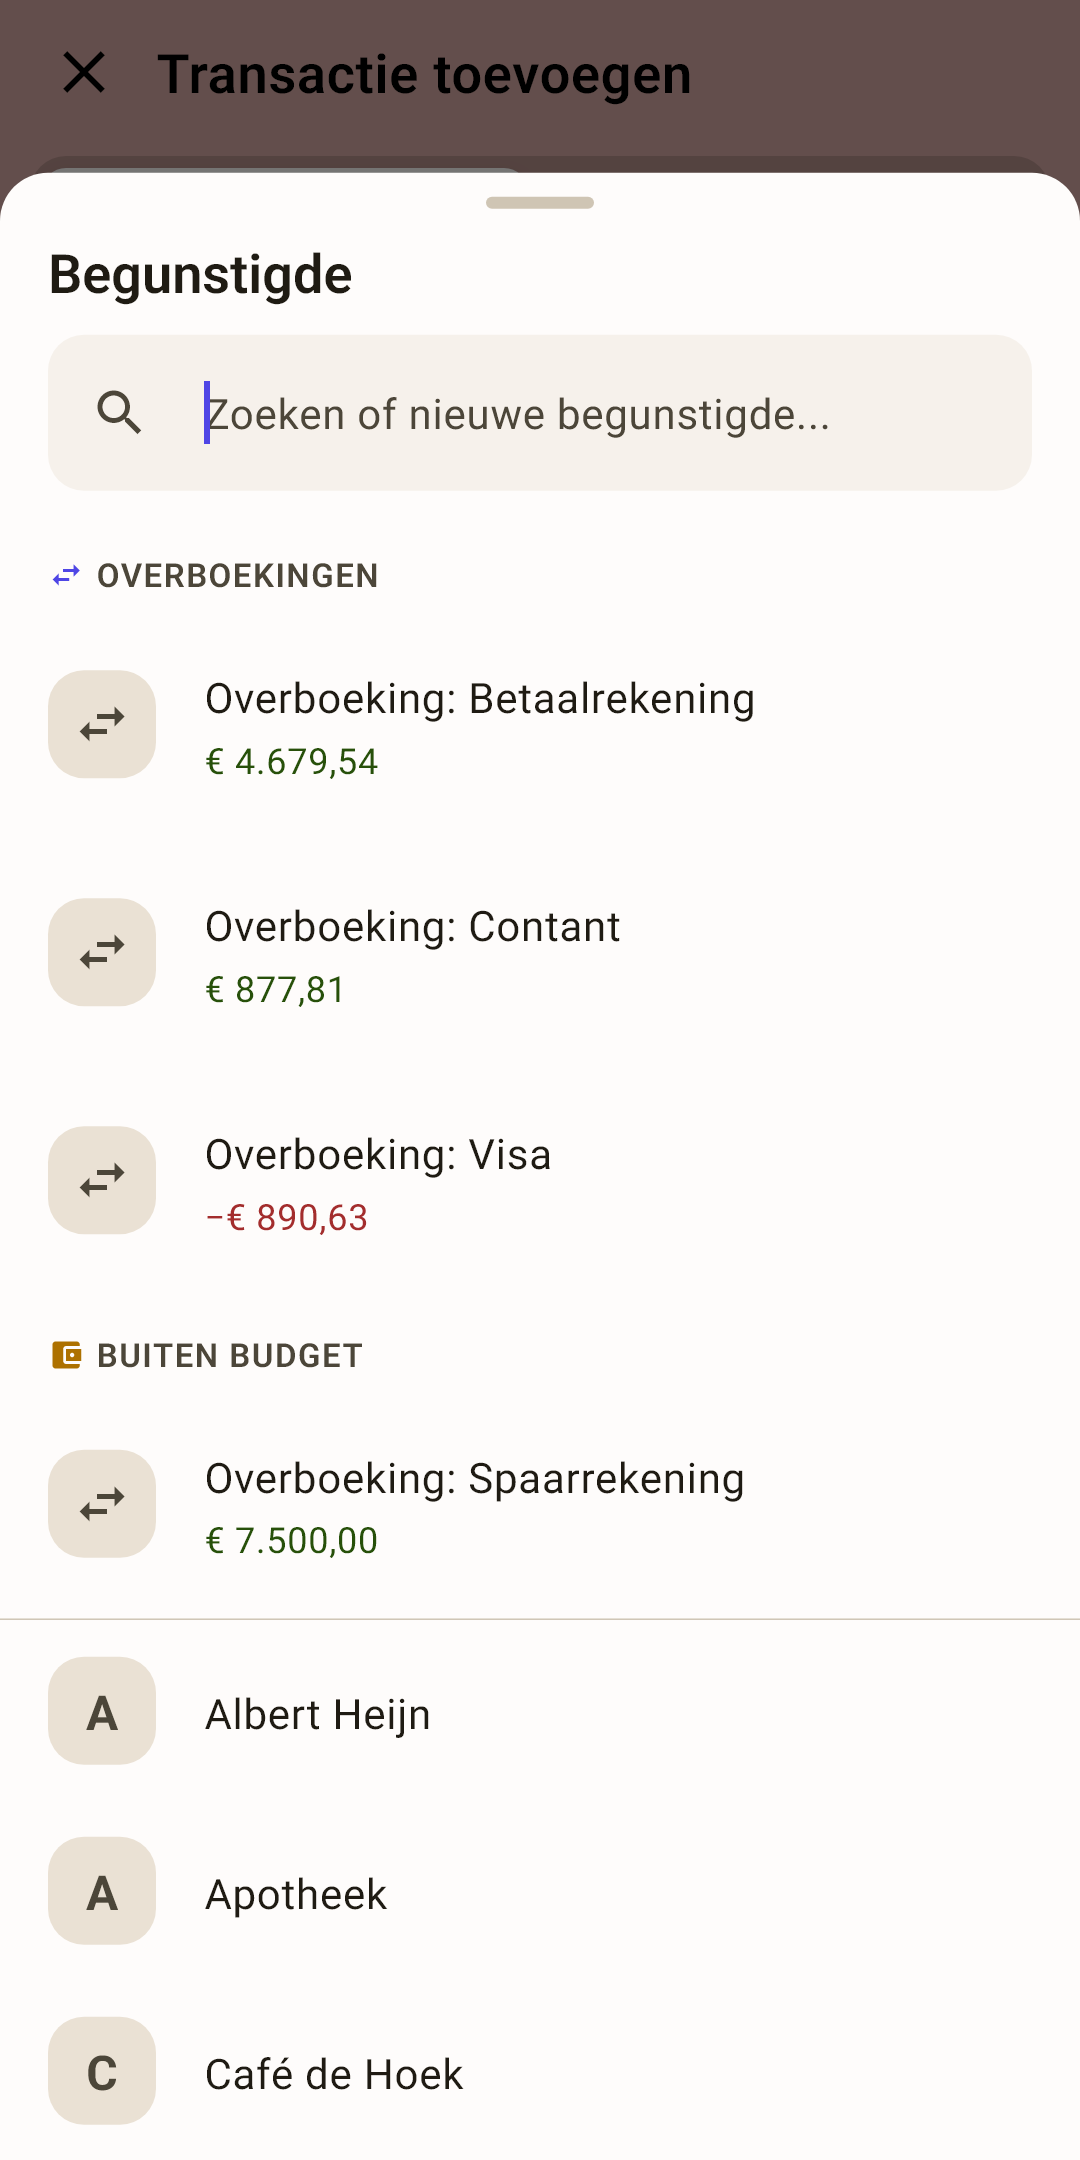 Transactie toevoegen
Begunstigde
Zoeken of nieuwe begunstigde...
OVERBOEKINGEN
Overboeking: Betaalrekening
€ 4.679,54
Overboeking: Contant
€ 877,81
Overboeking: Visa
−€ 890,63
BUITEN BUDGET
Overboeking: Spaarrekening
€ 7.500,00
A
Albert Heijn
A
Apotheek
C
Café de Hoek